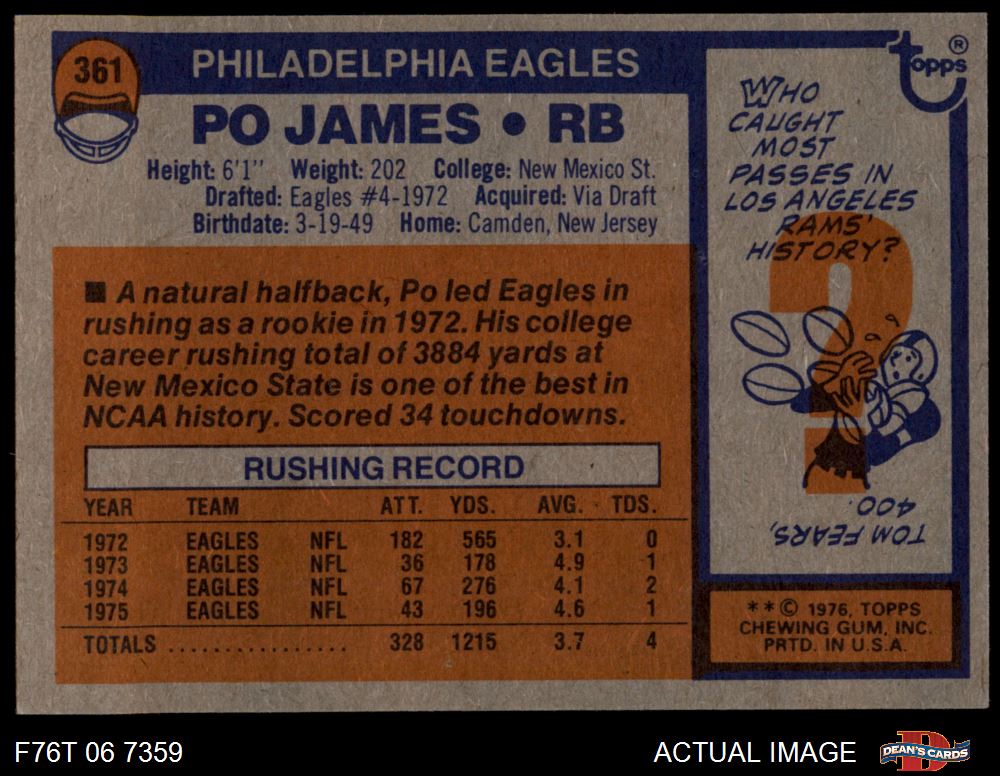 361
PHILADELPHIA EAGLES
PO JAMES • RB
Height: 6'1" Weight: 202 College: New Mexico St.
Drafted: Eagles #4-1972 Acquired: Via Draft
Birthdate: 3-19-49 Home: Camden, New Jersey
■ A natural halfback, Po led Eagles in
rushing as a rookie in 1972. His college
career rushing total of 3884 yards at
New Mexico State is one of the best in
NCAA history. Scored 34 touchdowns.
RUSHING RECORD
YEAR TEAM ATT. YDS. AVG. TDS.
1972 EAGLES NFL 182 565 3.1 0
1973 EAGLES NFL 36 178 4.9 1
1974 EAGLES NFL 67 276 4.1 2
1975 EAGLES NFL 43 196 4.6 1
TOTALS ................ 328 1215 3.7 4
topps®
WHO
CAUGHT
MOST
PASSES IN
LOS ANGELES
RAMS'
HISTORY?
?
TOM FEARS,
400.
**© 1976, TOPPS
CHEWING GUM, INC.
PRTD. IN U.S.A.
F76T 06 7359
ACTUAL IMAGE
D
DEAN'S CARDS